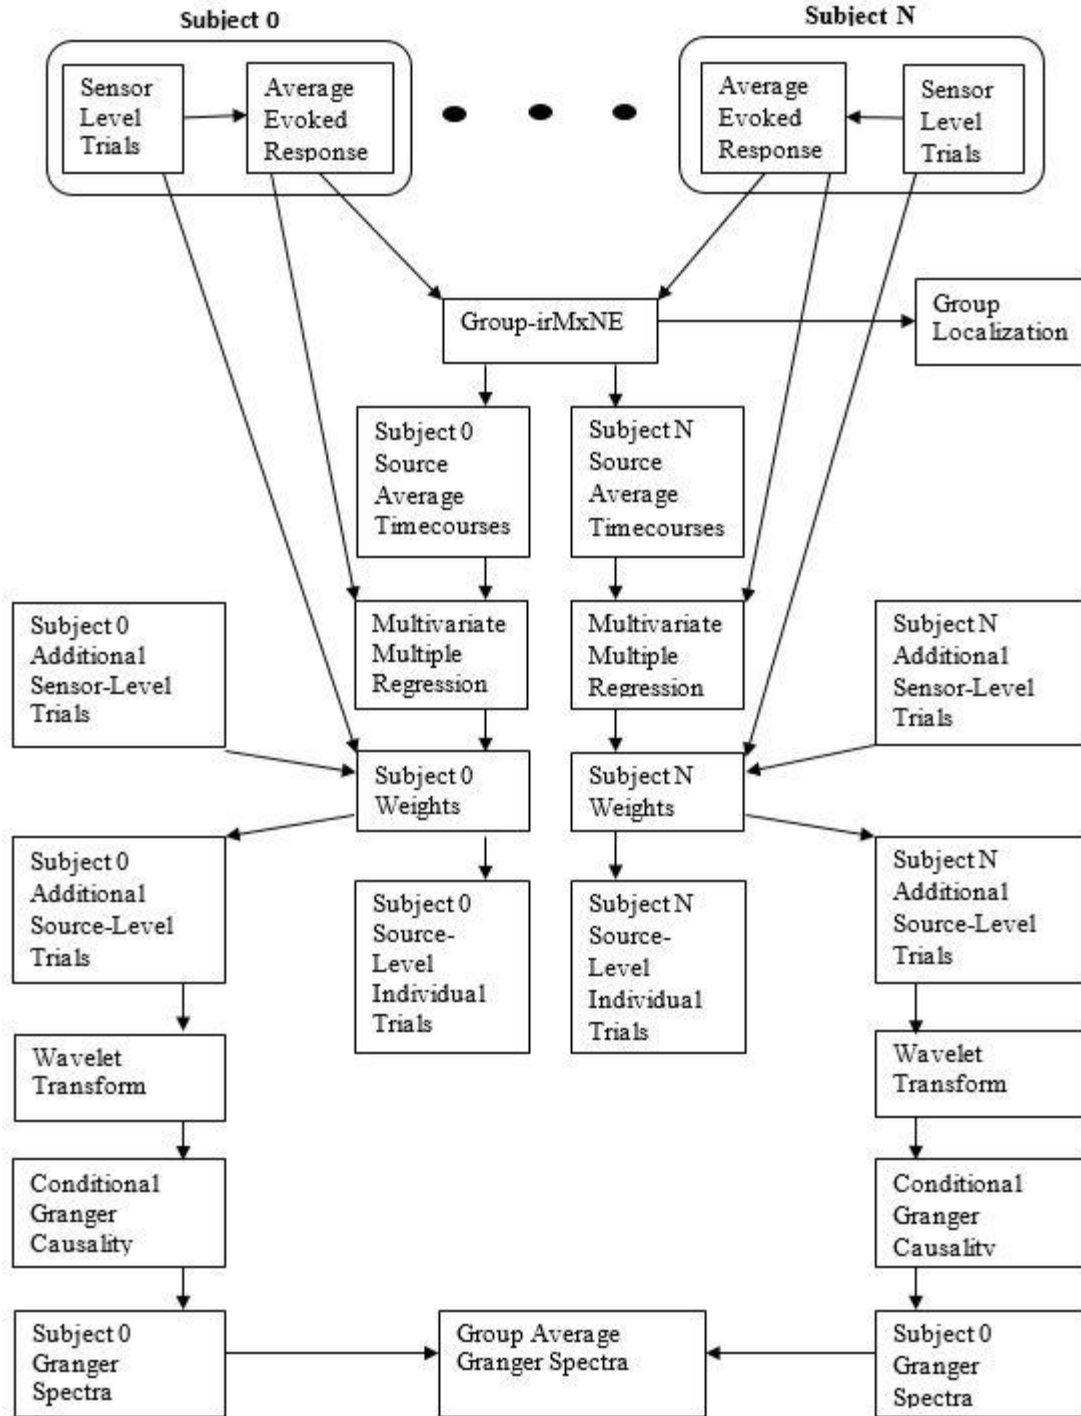 Subject 0
Subject N
Sensor
Level
Trials
Average
Evoked
Response
Average
Evoked
Response
Sensor
Level
Trials
Group-irMxNE
Group
Localization
Subject 0
Source
Average
Timecourses
Subject N
Source
Average
Timecourses
Subject 0
Additional
Sensor-Level
Trials
Multivariate
Multiple
Regression
Multivariate
Multiple
Regression
Subject N
Additional
Sensor-Level
Trials
Subject 0
Weights
Subject N
Weights
Subject 0
Additional
Source-Level
Trials
Subject 0
Source-
Level
Individual
Trials
Subject N
Source-
Level
Individual
Trials
Subject N
Additional
Source-Level
Trials
Wavelet
Transform
Wavelet
Transform
Conditional
Granger
Causality
Conditional
Granger
Causality
Subject 0
Granger
Spectra
Group Average
Granger Spectra
Subject 0
Granger
Spectra